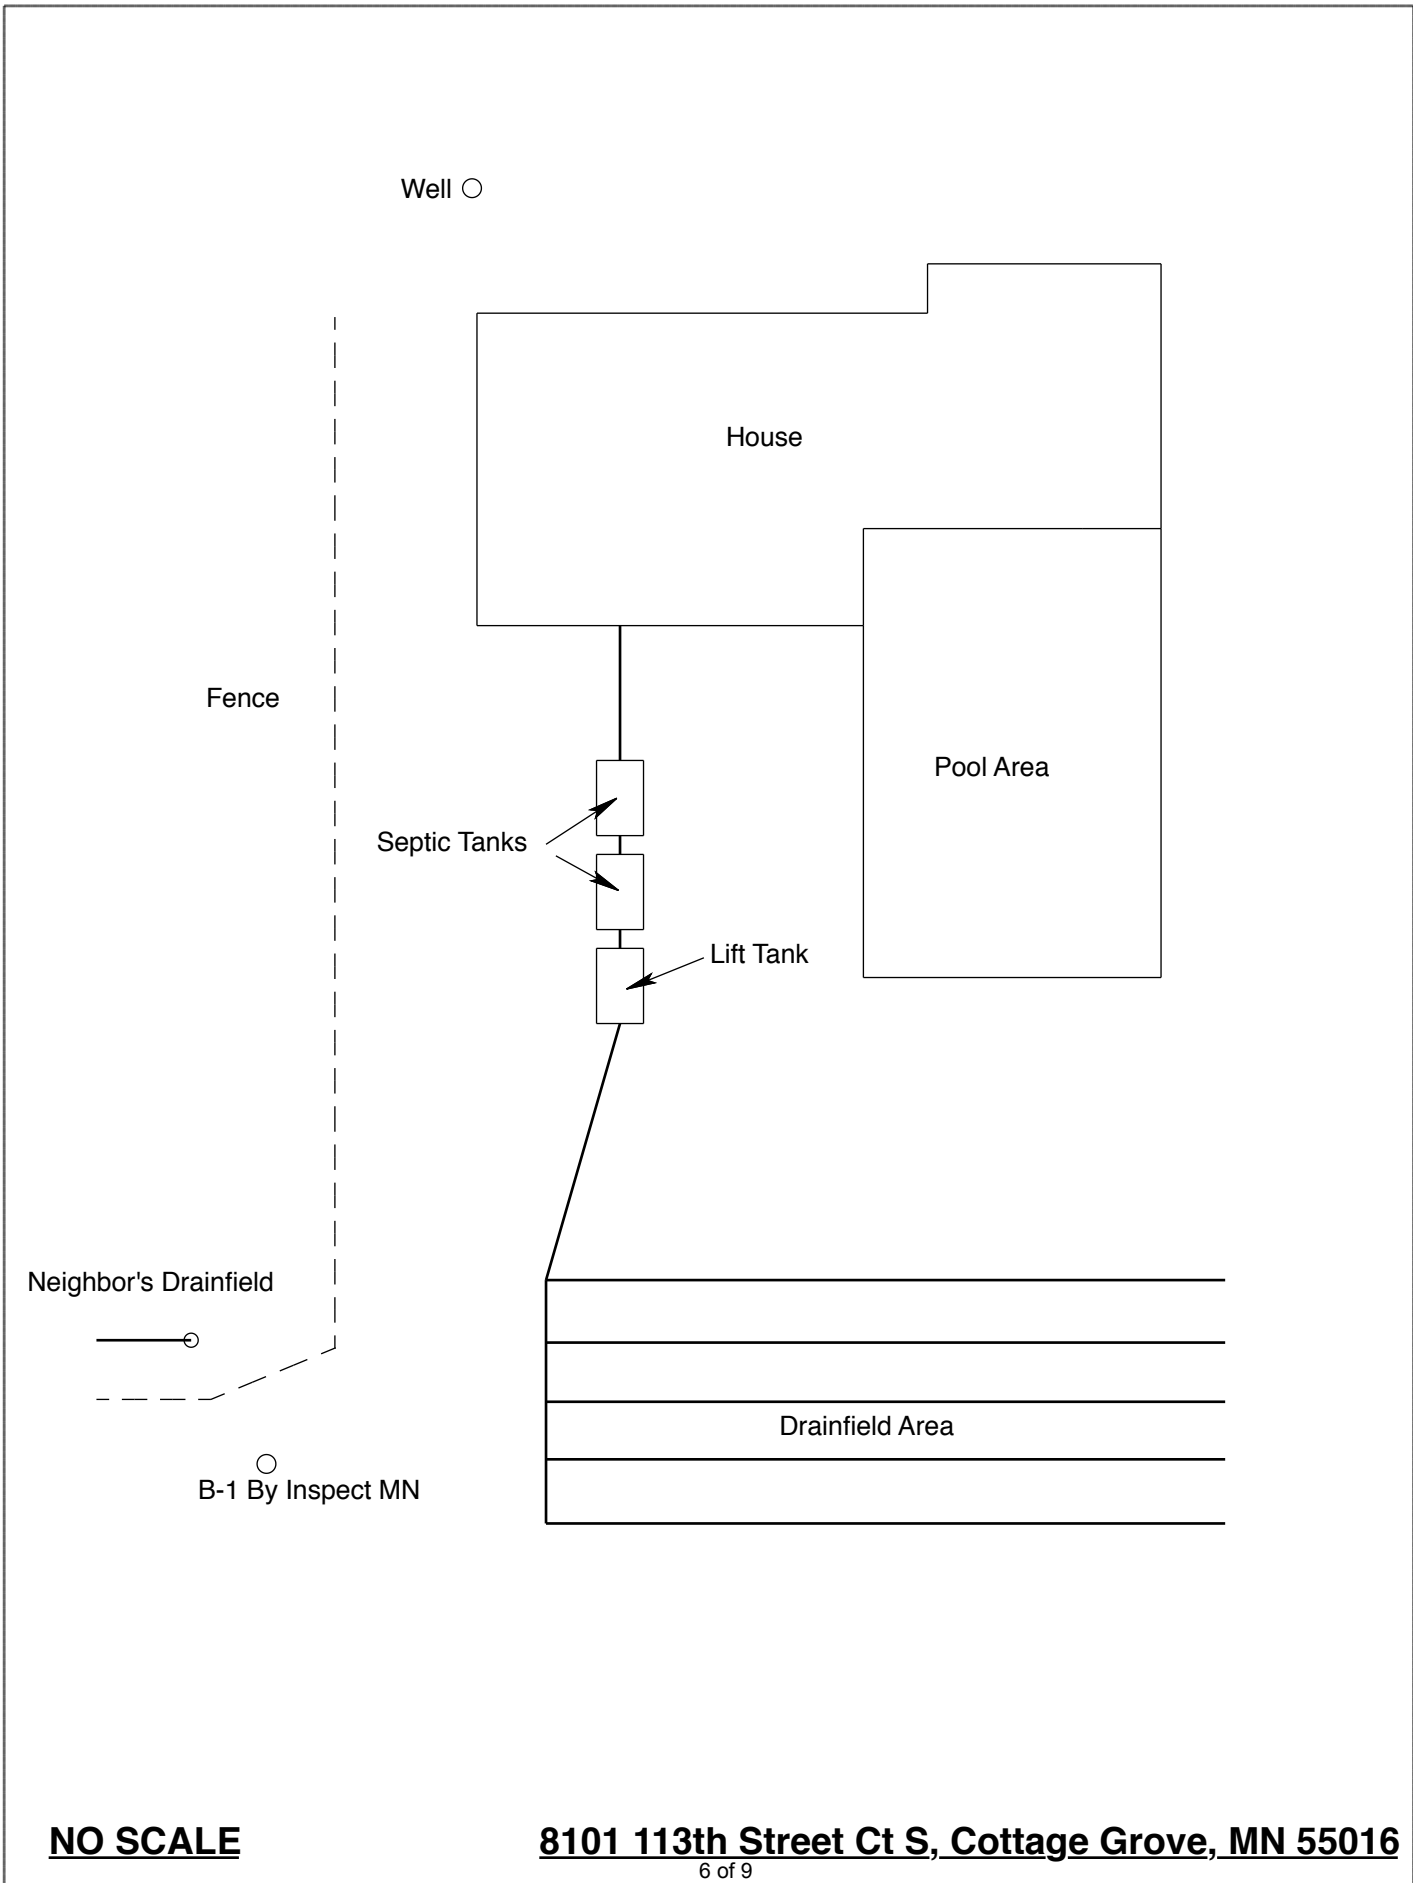 Well
House
Fence
Pool Area
Septic Tanks
Lift Tank
Neighbor's Drainfield
Drainfield Area
B-1 By Inspect MN
NO SCALE
8101 113th Street Ct S, Cottage Grove, MN 55016
6 of 9